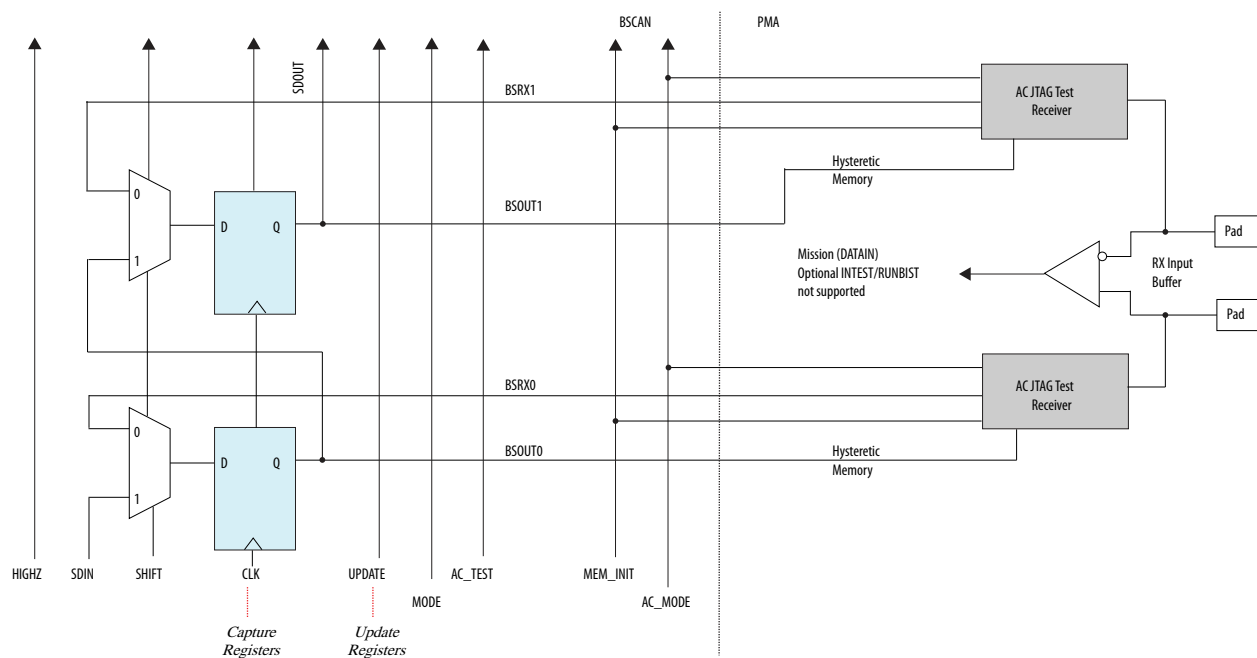 BSCAN
PMA
SDOUT
BSRX1
AC JTAG Test
Receiver
0
Hysteretic
Memory
D
Q
BSOUT1
1
Pad
Mission (DATAIN)
Optional INTEST/RUNBIST
not supported
RX Input
Buffer
Pad
BSRX0
AC JTAG Test
Receiver
0
D
Q
BSOUT0
Hysteretic
Memory
1
HIGHZ
SDIN
SHIFT
CLK
UPDATE
MODE
AC_TEST
MEM_INIT
AC_MODE
Capture
Registers
Update
Registers